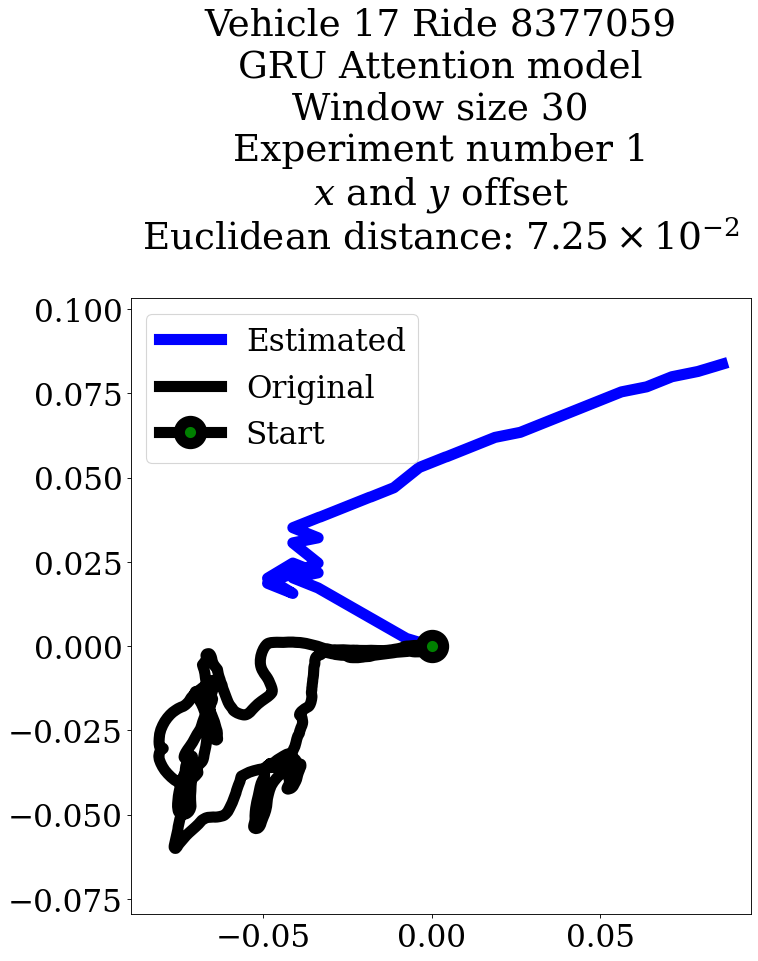 Vehicle 17 Ride 8377059
GRU Attention model
Window size 30
Experiment number 1
x and y offset
Euclidean distance: 7.25 × 10⁻²
0.100
0.075
0.050
0.025
0.000
−0.025
−0.050
−0.075
Estimated
Original
Start
−0.05
0.00
0.05